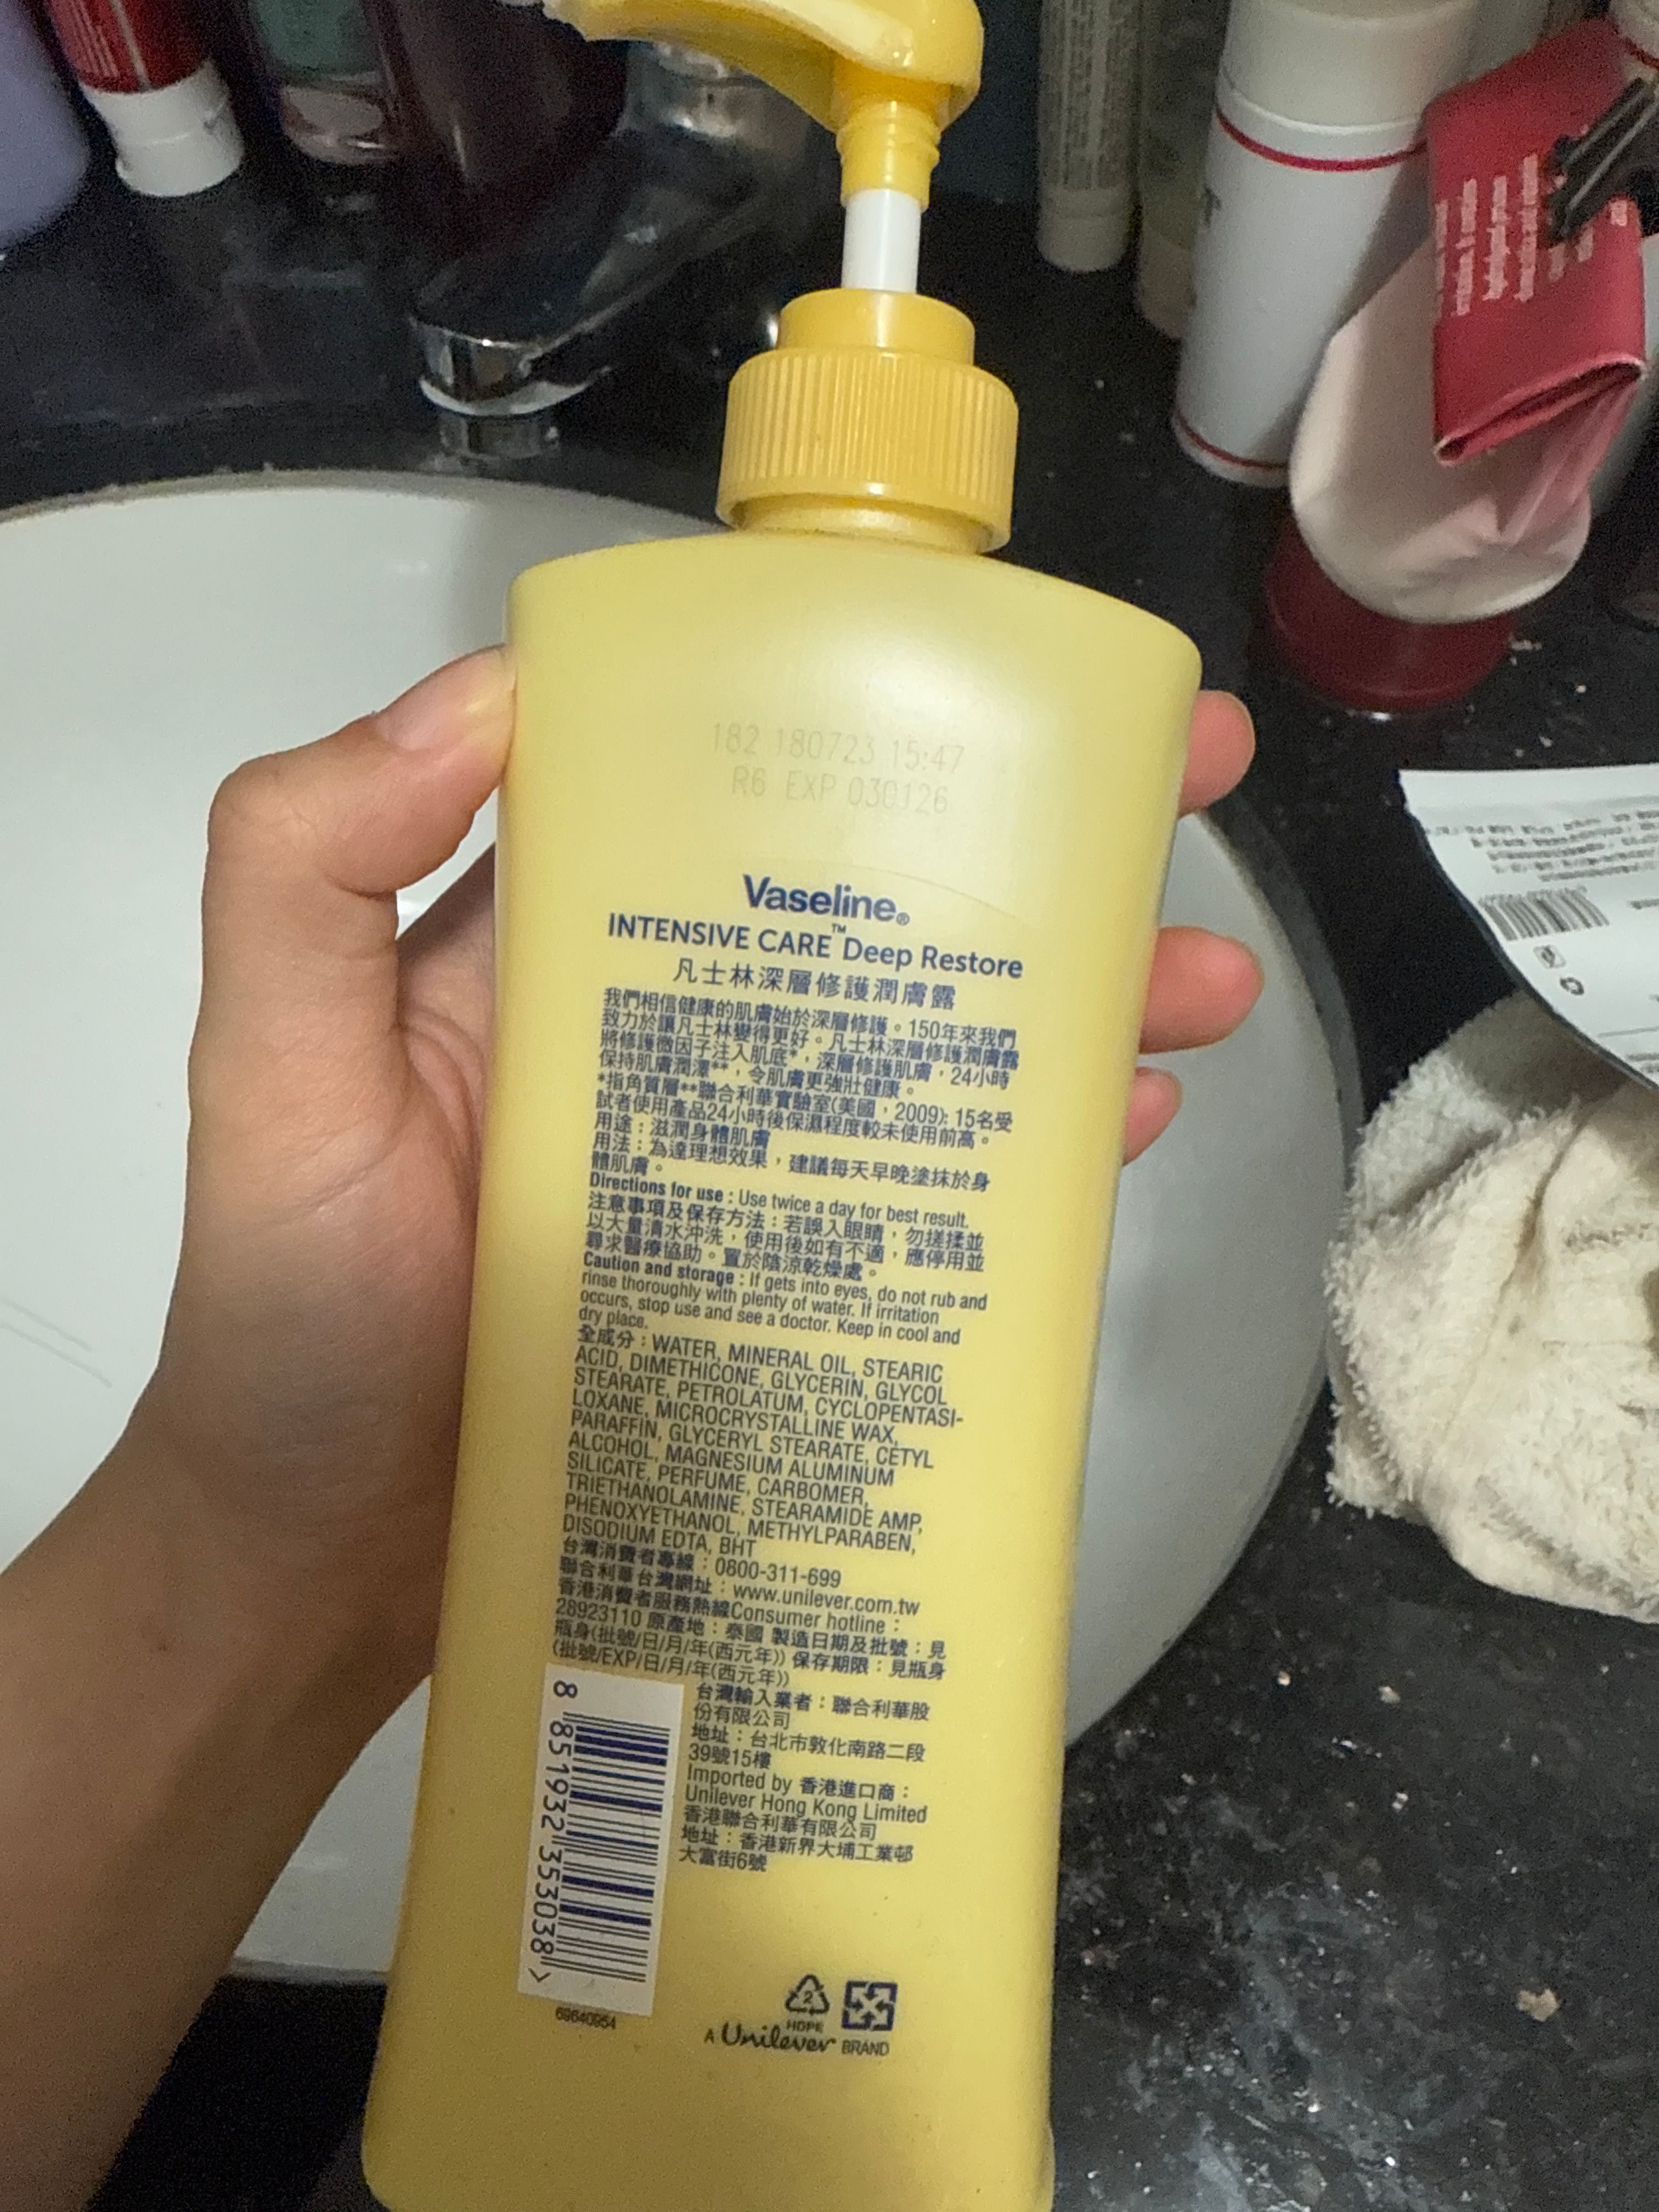 182 180723 15:47
R6 EXP 030126
Vaseline®
INTENSIVE CARE™ Deep Restore
凡士林深層修護潤膚露
我們相信健康的肌膚始於深層修護。150年來我們
致力於讓凡士林變得更好。凡士林深層修護潤膚露
將修護微因子注入肌底*，深層修護肌膚，24小時
保持肌膚潤澤**，令肌膚更強壯健康。
*指角質層**聯合利華實驗室(美國，2009): 15名受
試者使用產品24小時後保濕程度較未使用前高。
用途：滋潤身體肌膚
用法：為達理想效果，建議每天早晚塗抹於身
體肌膚。
Directions for use : Use twice a day for best result.
注意事項及保存方法：若誤入眼睛，勿搓揉並
以大量清水沖洗，使用後如有不適，應停用並
尋求醫療協助。置於陰涼乾燥處。
Caution and storage : If gets into eyes, do not rub and
rinse thoroughly with plenty of water. If irritation
occurs, stop use and see a doctor. Keep in cool and
dry place.
全成分：WATER, MINERAL OIL, STEARIC
ACID, DIMETHICONE, GLYCERIN, GLYCOL
STEARATE, PETROLATUM, CYCLOPENTASI-
LOXANE, MICROCRYSTALLINE WAX,
PARAFFIN, GLYCERYL STEARATE, CETYL
ALCOHOL, MAGNESIUM ALUMINUM
SILICATE, PERFUME, CARBOMER,
TRIETHANOLAMINE, STEARAMIDE AMP,
PHENOXYETHANOL, METHYLPARABEN,
DISODIUM EDTA, BHT
台灣消費者專線：0800-311-699
聯合利華台灣網址：www.unilever.com.tw
香港消費者服務熱線Consumer hotline :
28923110 原產地：泰國 製造日期及批號：見
瓶身(批號/日/月/年(西元年)) 保存期限：見瓶身
(批號/EXP/日/月/年(西元年))
台灣輸入業者：聯合利華股
份有限公司
地址：台北市敦化南路二段
39號15樓
Imported by 香港進口商：
Unilever Hong Kong Limited
香港聯合利華有限公司
地址：香港新界大埔工業邨
大富街6號
8 851932 353038 >
69640954
2
HDPE
A Unilever BRAND